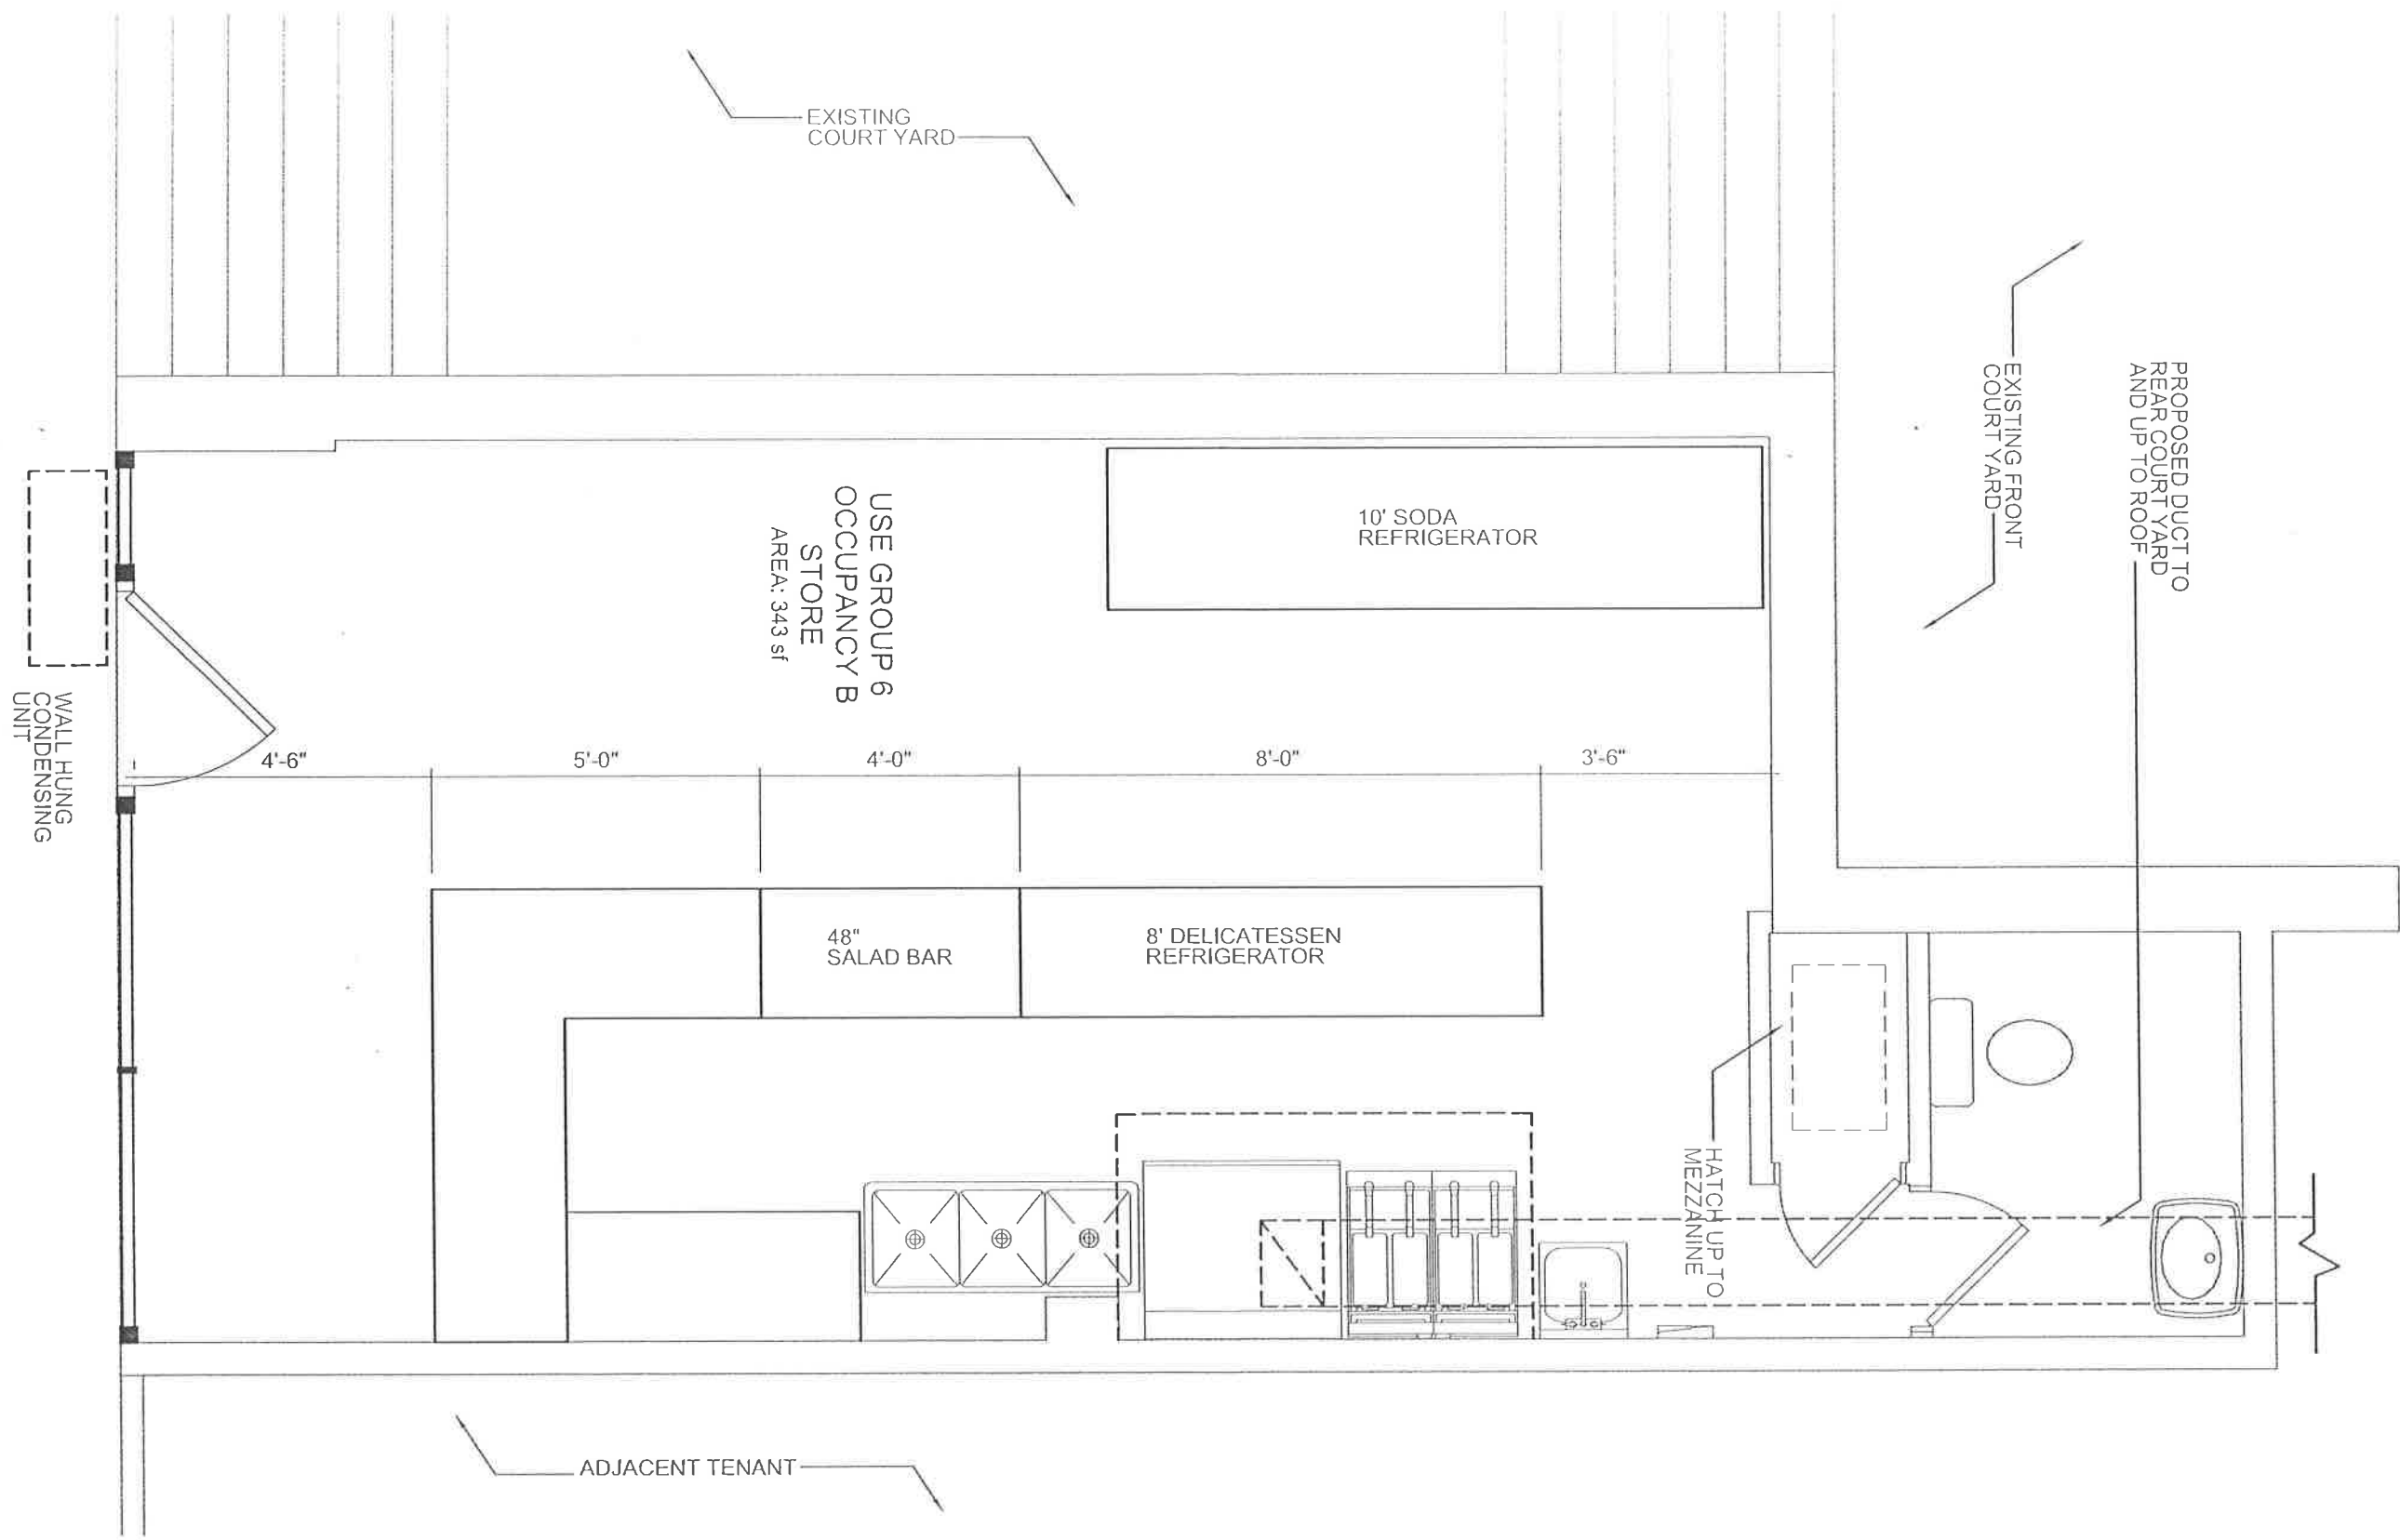 EXISTING
COURT YARD
EXISTING FRONT
COURT YARD
PROPOSED DUCT TO
REAR COURT YARD
AND UP TO ROOF
10' SODA
REFRIGERATOR
USE GROUP 6
OCCUPANCY B
STORE
AREA: 343 sf
WALL HUNG
CONDENSING
UNIT
4'-6"
5'-0"
4'-0"
8'-0"
3'-6"
48"
SALAD BAR
8' DELICATESSEN
REFRIGERATOR
HATCH UP TO
MEZZANINE
ADJACENT TENANT